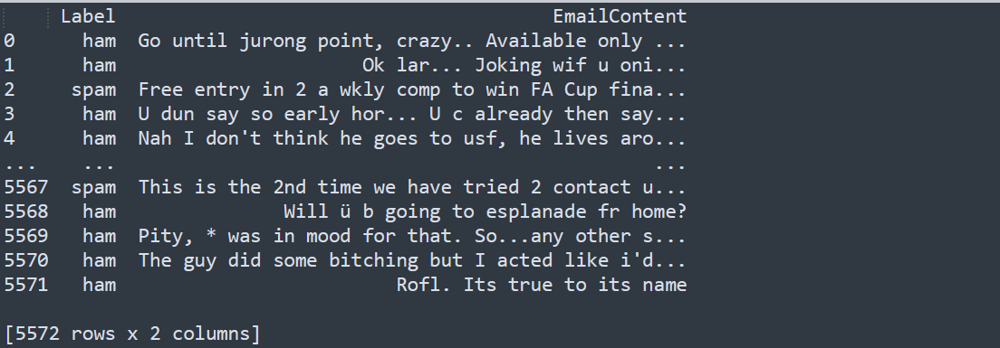 Label EmailContent
0 ham Go until jurong point, crazy.. Available only ...
1 ham Ok lar... Joking wif u oni...
2 spam Free entry in 2 a wkly comp to win FA Cup fina...
3 ham U dun say so early hor... U c already then say...
4 ham Nah I don't think he goes to usf, he lives aro...
... ... ...
5567 spam This is the 2nd time we have tried 2 contact u...
5568 ham Will ü b going to esplanade fr home?
5569 ham Pity, * was in mood for that. So...any other s...
5570 ham The guy did some bitching but I acted like i'd...
5571 ham Rofl. Its true to its name
[5572 rows x 2 columns]